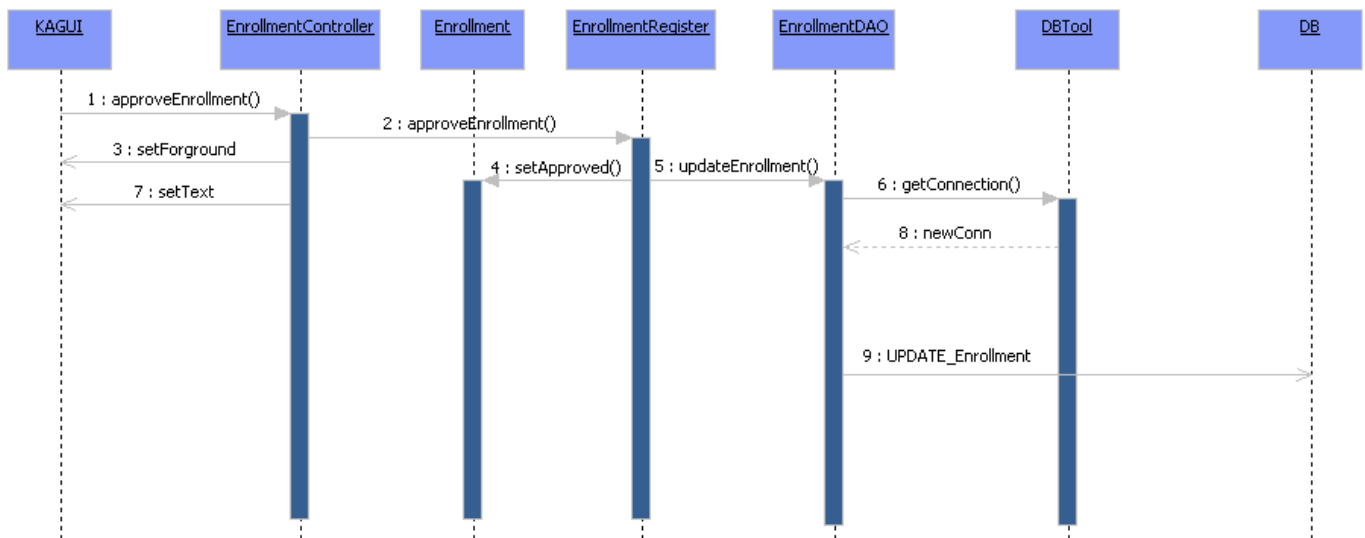 KAGUI
EnrollmentController
Enrollment
EnrollmentRegister
EnrollmentDAO
DBTool
DB
1 : approveEnrollment()
2 : approveEnrollment()
3 : setForground
4 : setApproved()
5 : updateEnrollment()
6 : getConnection()
7 : setText
8 : newConn
9 : UPDATE_Enrollment